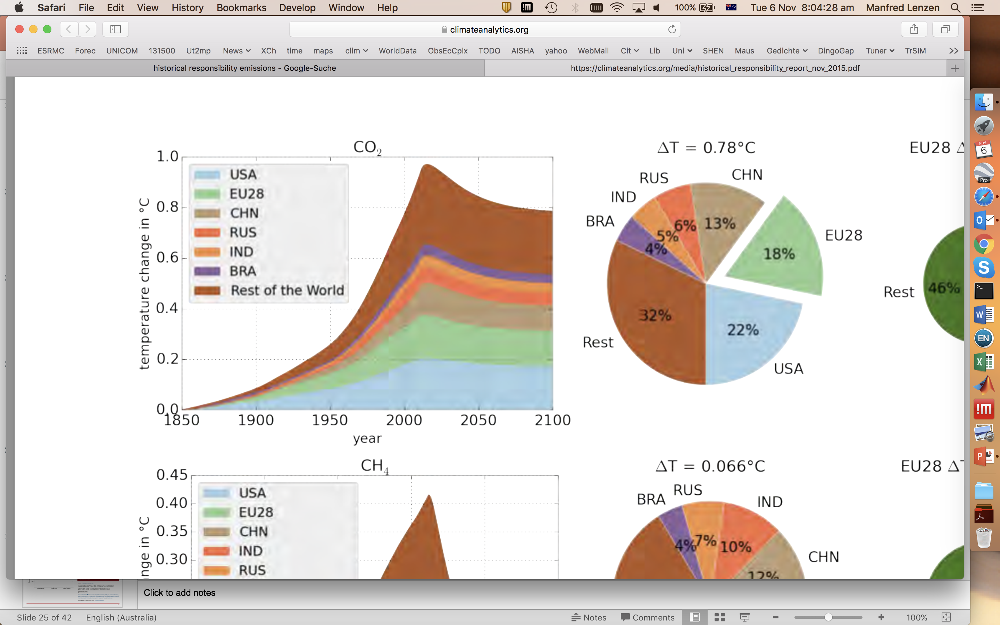 Safari File Edit View History Bookmarks Develop Window Help 100% Tue 6 Nov 8:04:28 am Manfred Lenzen
climateanalytics.org
ESRMC Forec UNICOM 131500 Ut2mp News XCh time maps clim WorldData ObsEcCplx TODO AISHA yahoo WebMail Cit Lib Uni SHEN Maus Gedichte DingoGap Tuner TrSIM
historical responsibility emissions - Google-Suche
https://climateanalytics.org/media/historical_responsibility_report_nov_2015.pdf
CO2
temperature change in °C
1.0
0.8
0.6
0.4
0.2
0.0
USA
EU28
CHN
RUS
IND
BRA
Rest of the World
1850 1900 1950 2000 2050 2100
year
ΔT = 0.78°C
CHN
RUS
IND
BRA
EU28
Rest
USA
13%
6%
5%
4%
18%
32%
22%
EU28
Rest
46%
CH4
0.45
0.40
0.35
0.30
in °C
USA
EU28
CHN
IND
RUS
ΔT = 0.066°C
RUS
BRA
IND
CHN
4%
7%
10%
12%
EU28
NOV
6
Pro
EN
Click to add notes
Slide 25 of 42 English (Australia) Notes Comments 100%